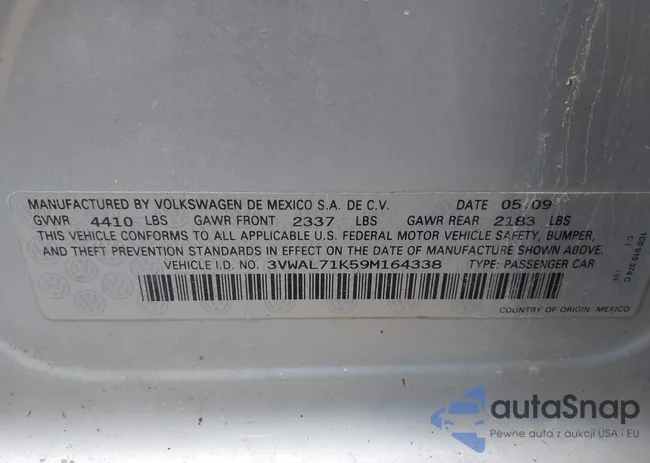 MANUFACTURED BY VOLKSWAGEN DE MEXICO S.A. DE C.V. DATE 05.09
GVWR 4410 LBS GAWR FRONT 2337 LBS GAWR REAR 2183 LBS
THIS VEHICLE CONFORMS TO ALL APPLICABLE U.S. FEDERAL MOTOR VEHICLE SAFETY, BUMPER,
AND THEFT PREVENTION STANDARDS IN EFFECT ON THE DATE OF MANUFACTURE SHOWN ABOVE.
VEHICLE I.D. NO. 3VWAL71K59M164338 TYPE: PASSENGER CAR
COUNTRY OF ORIGIN: MEXICO
1C0 010 374 C
autaSnap
Pewne auta z aukcji USA i EU